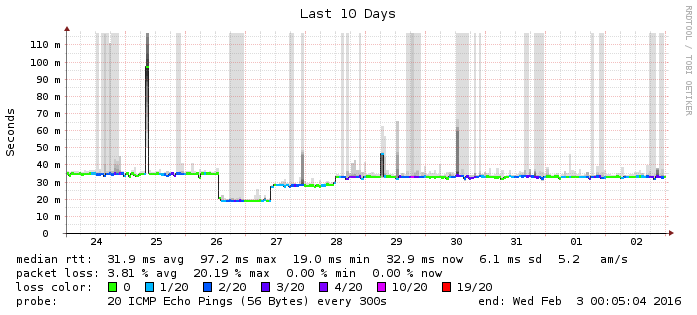 Last 10 Days
RRDTOOL / TOBI OETIKER
Seconds
110 m
100 m
90 m
80 m
70 m
60 m
50 m
40 m
30 m
20 m
10 m
0
24 25 26 27 28 29 30 31 01 02
median rtt: 31.9 ms avg 97.2 ms max 19.0 ms min 32.9 ms now 6.1 ms sd 5.2 am/s
packet loss: 3.81 % avg 20.19 % max 0.00 % min 0.00 % now
loss color: 0 1/20 2/20 3/20 4/20 10/20 19/20
probe: 20 ICMP Echo Pings (56 Bytes) every 300s end: Wed Feb 3 00:05:04 2016